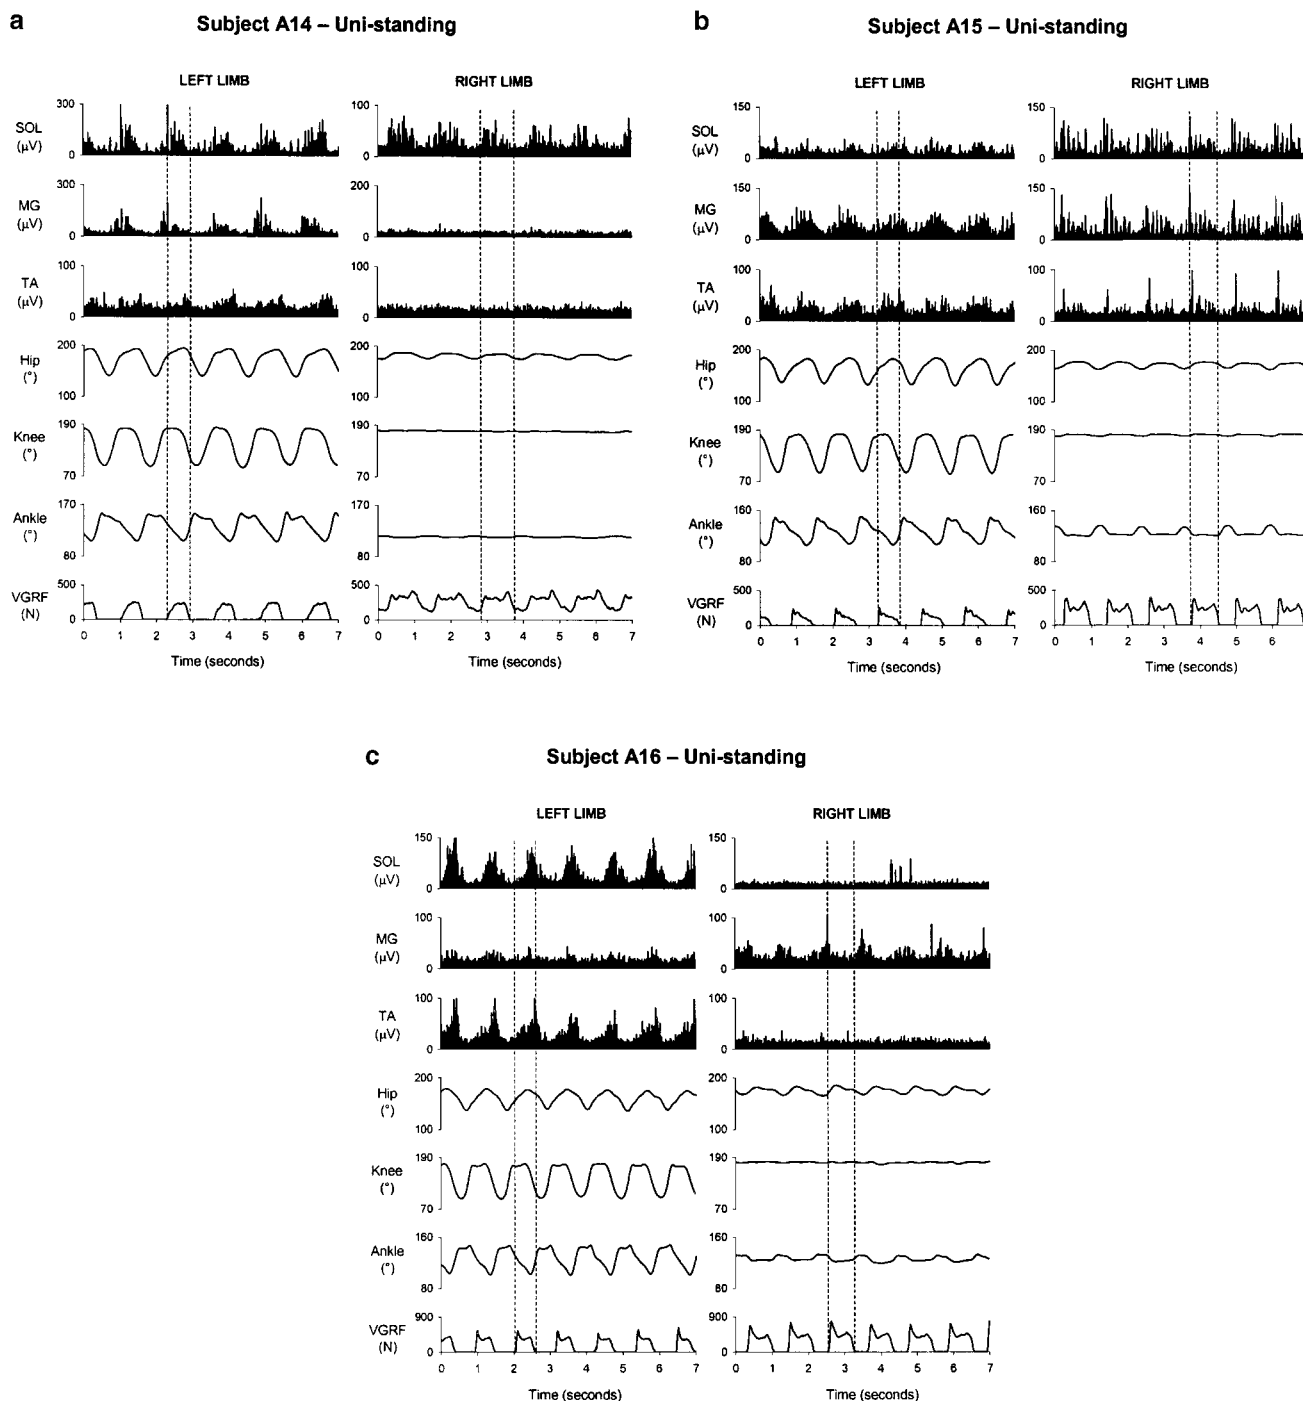 a
Subject A14 – Uni-standing
LEFT LIMB
RIGHT LIMB
SOL
(µV)
300
0
100
0
MG
(µV)
300
0
200
0
TA
(µV)
100
0
100
0
Hip
(°)
200
100
200
100
Knee
(°)
190
70
190
70
Ankle
(°)
170
80
170
80
VGRF
(N)
500
0
500
0
0 1 2 3 4 5 6 7
0 1 2 3 4 5 6 7
Time (seconds)
Time (seconds)
b
Subject A15 – Uni-standing
LEFT LIMB
RIGHT LIMB
SOL
(µV)
150
0
150
0
MG
(µV)
150
0
150
0
TA
(µV)
100
0
100
0
Hip
(°)
200
100
200
100
Knee
(°)
190
70
190
70
Ankle
(°)
160
80
160
80
VGRF
(N)
500
0
500
0
0 1 2 3 4 5 6 7
0 1 2 3 4 5 6
Time (seconds)
Time (seconds)
c
Subject A16 – Uni-standing
LEFT LIMB
RIGHT LIMB
SOL
(µV)
150
0
150
0
MG
(µV)
100
0
100
0
TA
(µV)
100
0
100
0
Hip
(°)
200
100
200
100
Knee
(°)
190
70
190
70
Ankle
(°)
160
80
160
80
VGRF
(N)
900
0
900
0
0 1 2 3 4 5 6 7
0 1 2 3 4 5 6 7
Time (seconds)
Time (seconds)